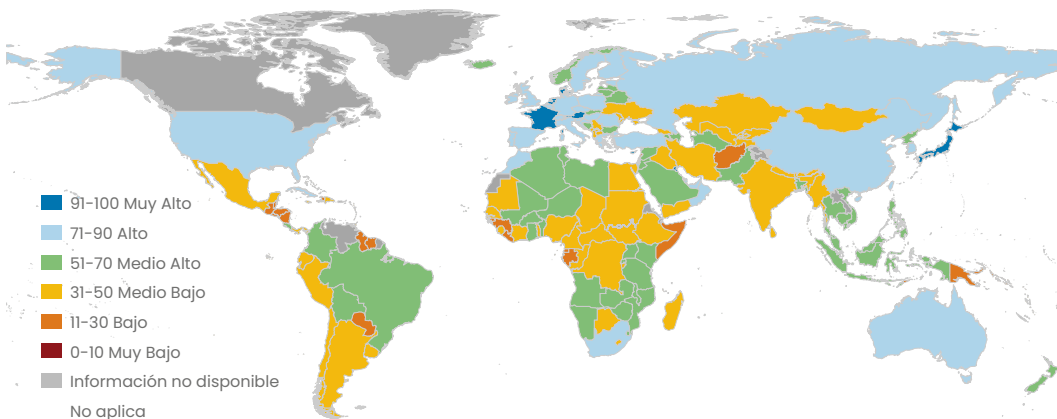 91-100 Muy Alto
71-90 Alto
51-70 Medio Alto
31-50 Medio Bajo
11-30 Bajo
0-10 Muy Bajo
Información no disponible
No aplica